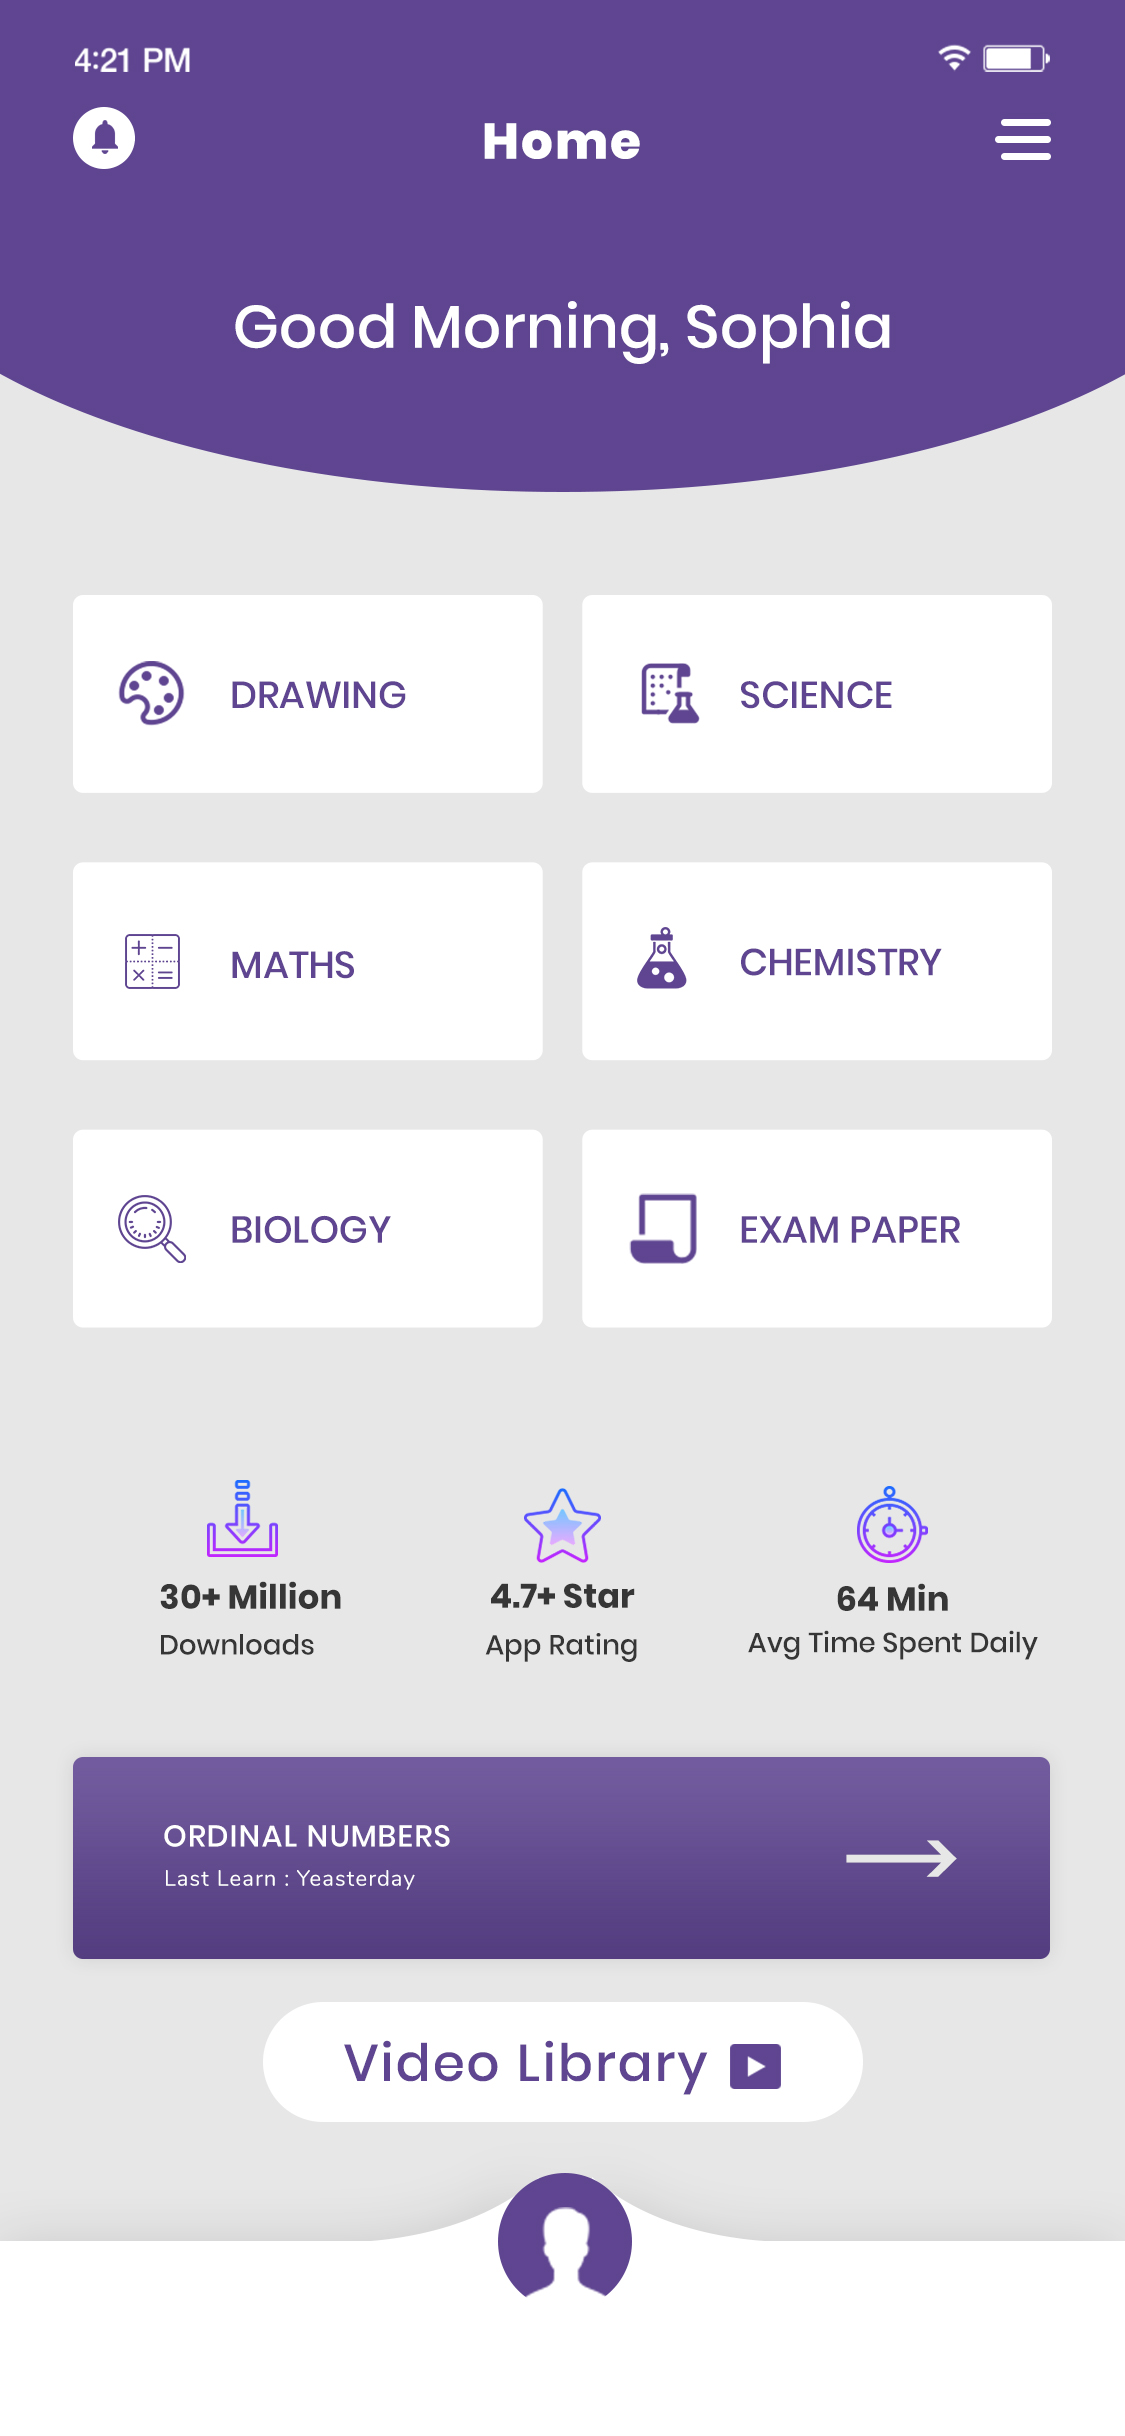 4:21 PM
Home
Good Morning, Sophia
DRAWING
SCIENCE
MATHS
CHEMISTRY
BIOLOGY
EXAM PAPER
30+ Million
Downloads
4.7+ Star
App Rating
64 Min
Avg Time Spent Daily
ORDINAL NUMBERS
Last Learn : Yeasterday
Video Library